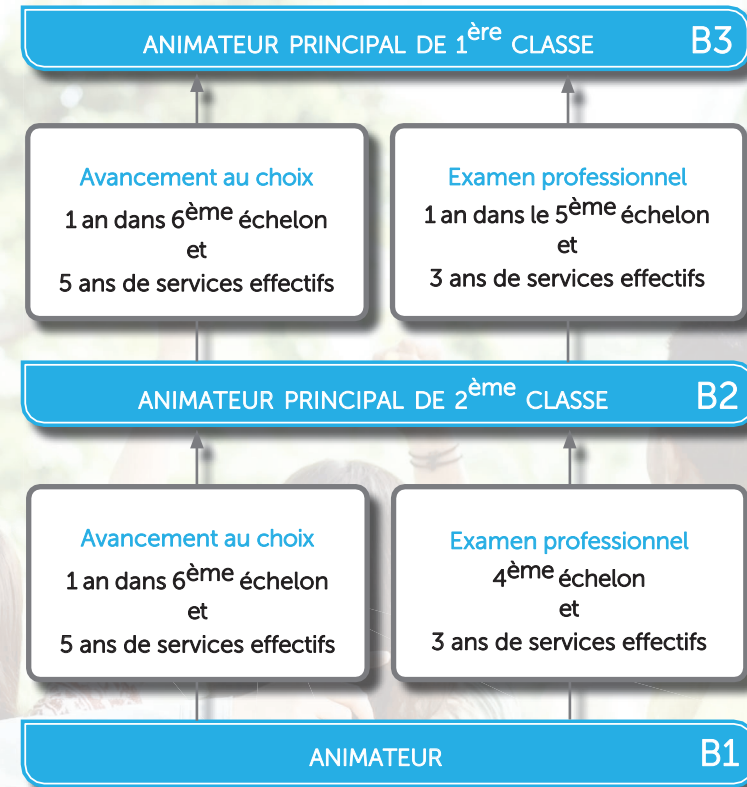 ANIMATEUR PRINCIPAL DE 1ère CLASSE B3
Avancement au choix
1 an dans 6ème échelon
et
5 ans de services effectifs
Examen professionnel
1 an dans le 5ème échelon
et
3 ans de services effectifs
ANIMATEUR PRINCIPAL DE 2ème CLASSE B2
Avancement au choix
1 an dans 6ème échelon
et
5 ans de services effectifs
Examen professionnel
4ème échelon
et
3 ans de services effectifs
ANIMATEUR B1